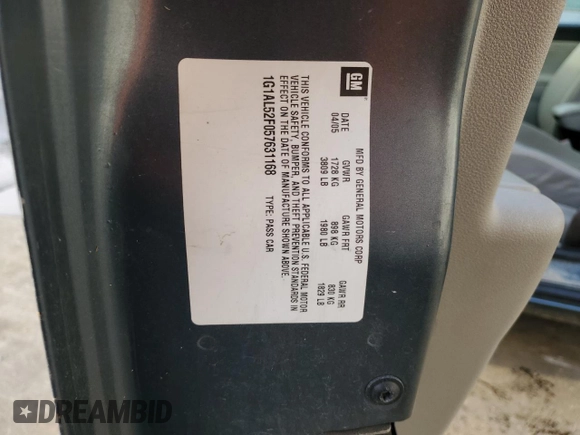 GM
MFD BY GENERAL MOTORS CORP
DATE GVWR GAWR FRT GAWR RR
04/05 1728 KG 898 KG 830 KG
3809 LB 1980 LB 1829 LB
THIS VEHICLE CONFORMS TO ALL APPLICABLE U.S. FEDERAL MOTOR
VEHICLE SAFETY, BUMPER, AND THEFT PREVENTION STANDARDS IN
EFFECT ON THE DATE OF MANUFACTURE SHOWN ABOVE.
1G1AL52F057631168 TYPE: PASS CAR
DREAMBID